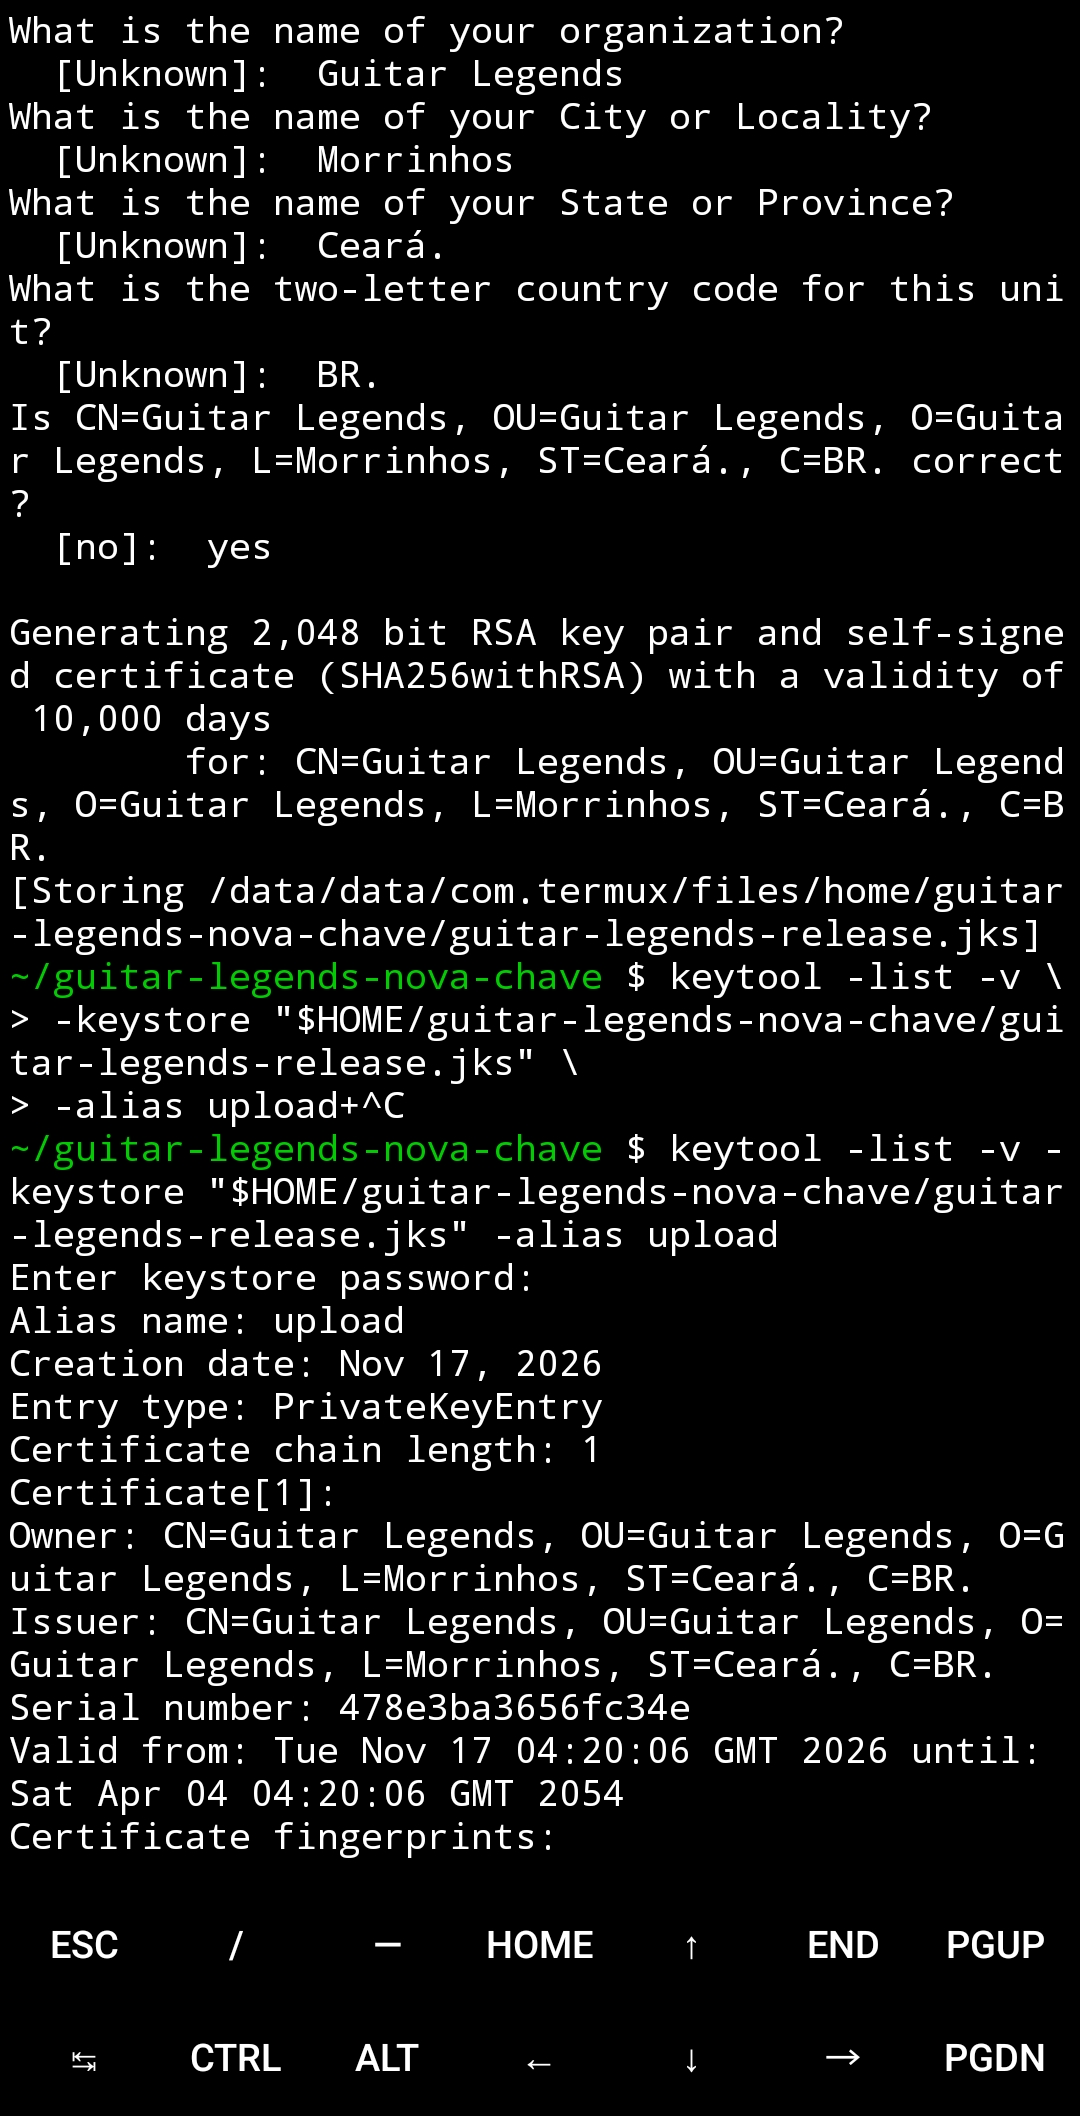 What is the name of your organization?
  [Unknown]:  Guitar Legends
What is the name of your City or Locality?
  [Unknown]:  Morrinhos
What is the name of your State or Province?
  [Unknown]:  Ceará.
What is the two-letter country code for this uni
t?
  [Unknown]:  BR.
Is CN=Guitar Legends, OU=Guitar Legends, O=Guita
r Legends, L=Morrinhos, ST=Ceará., C=BR. correct
?
  [no]:  yes

Generating 2,048 bit RSA key pair and self-signe
d certificate (SHA256withRSA) with a validity of
 10,000 days
        for: CN=Guitar Legends, OU=Guitar Legend
s, O=Guitar Legends, L=Morrinhos, ST=Ceará., C=B
R.
[Storing /data/data/com.termux/files/home/guitar
-legends-nova-chave/guitar-legends-release.jks]
~/guitar-legends-nova-chave $ keytool -list -v \
> -keystore "$HOME/guitar-legends-nova-chave/gui
tar-legends-release.jks" \
> -alias upload+^C
~/guitar-legends-nova-chave $ keytool -list -v -
keystore "$HOME/guitar-legends-nova-chave/guitar
-legends-release.jks" -alias upload
Enter keystore password:
Alias name: upload
Creation date: Nov 17, 2026
Entry type: PrivateKeyEntry
Certificate chain length: 1
Certificate[1]:
Owner: CN=Guitar Legends, OU=Guitar Legends, O=G
uitar Legends, L=Morrinhos, ST=Ceará., C=BR.
Issuer: CN=Guitar Legends, OU=Guitar Legends, O=
Guitar Legends, L=Morrinhos, ST=Ceará., C=BR.
Serial number: 478e3ba3656fc34e
Valid from: Tue Nov 17 04:20:06 GMT 2026 until:
Sat Apr 04 04:20:06 GMT 2054
Certificate fingerprints:
ESC / — HOME ↑ END PGUP
↹ CTRL ALT ← ↓ → PGDN